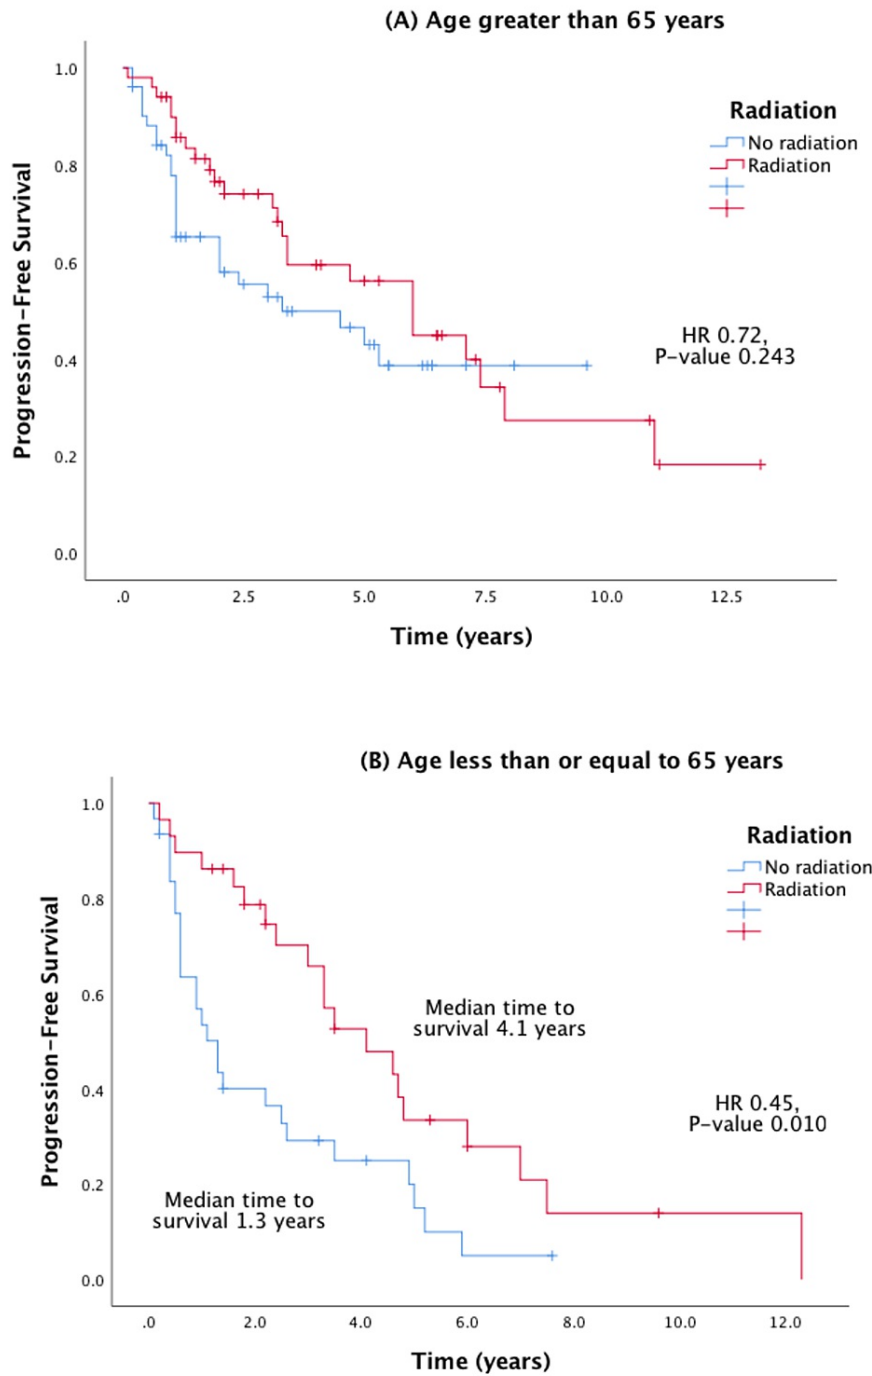 (A) Age greater than 65 years
1.0
0.8
0.6
0.4
0.2
0.0
Progression-Free Survival
Radiation
No radiation
Radiation
HR 0.72,
P-value 0.243
.0 2.5 5.0 7.5 10.0 12.5
Time (years)
(B) Age less than or equal to 65 years
1.0
0.8
0.6
0.4
0.2
0.0
Progression-Free Survival
Radiation
No radiation
Radiation
Median time to
survival 4.1 years
HR 0.45,
P-value 0.010
Median time to
survival 1.3 years
.0 2.0 4.0 6.0 8.0 10.0 12.0
Time (years)